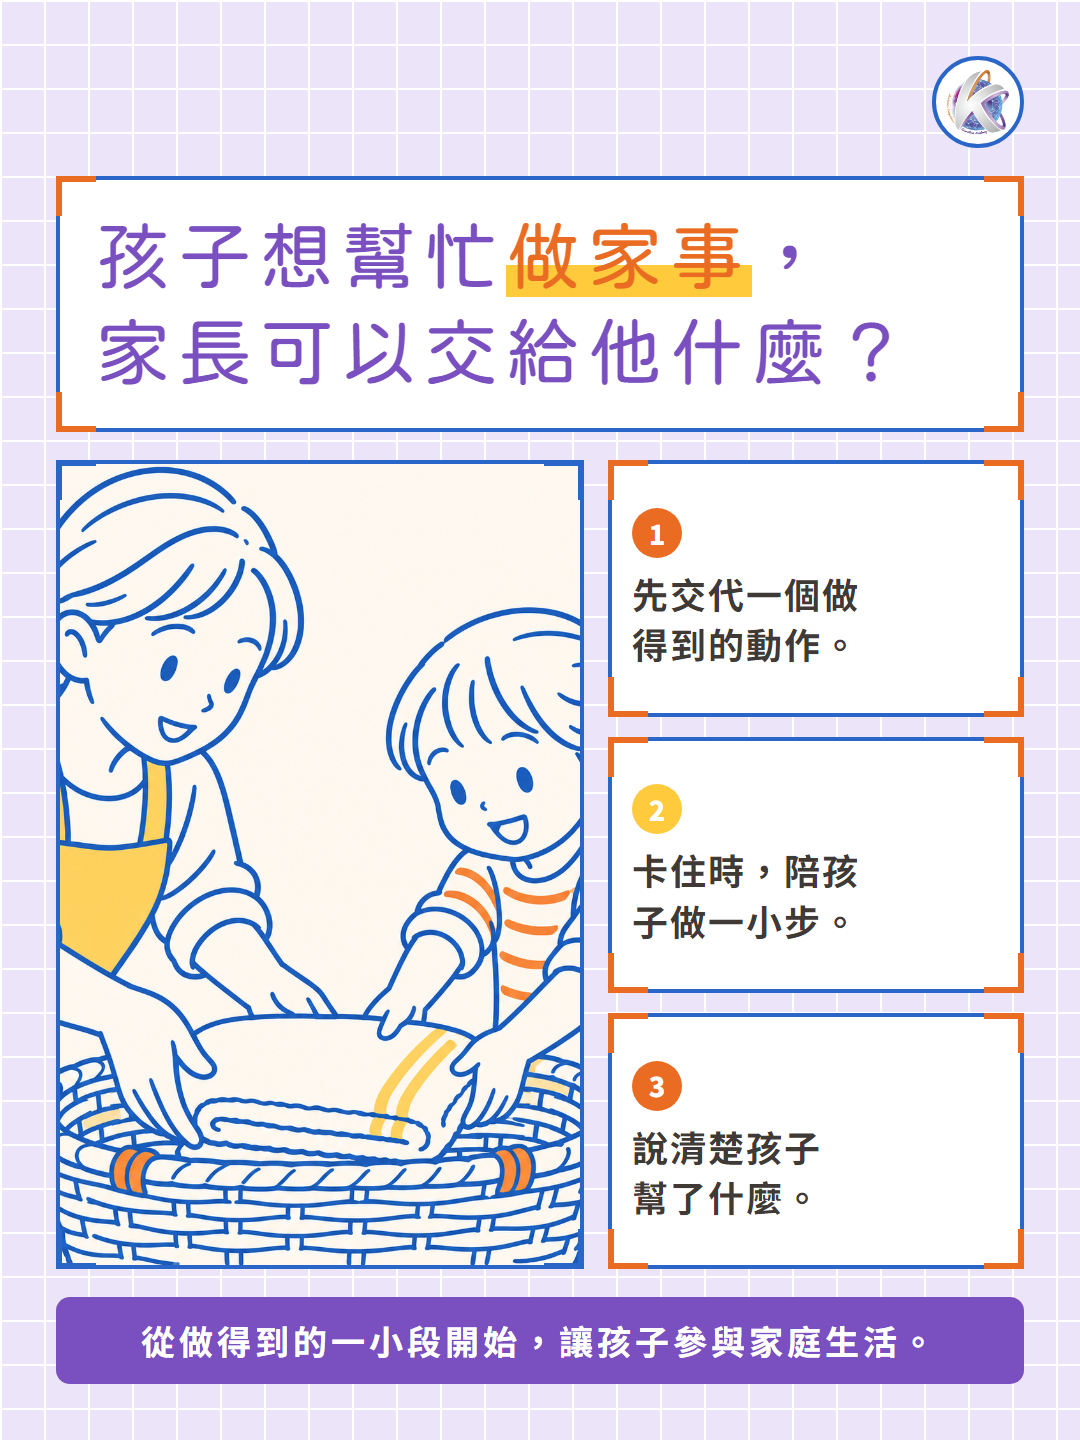 孩子想幫忙做家事，
家長可以交給他什麼？
1
先交代一個做
得到的動作。
2
卡住時，陪孩
子做一小步。
3
說清楚孩子
幫了什麼。
從做得到的一小段開始，讓孩子參與家庭生活。